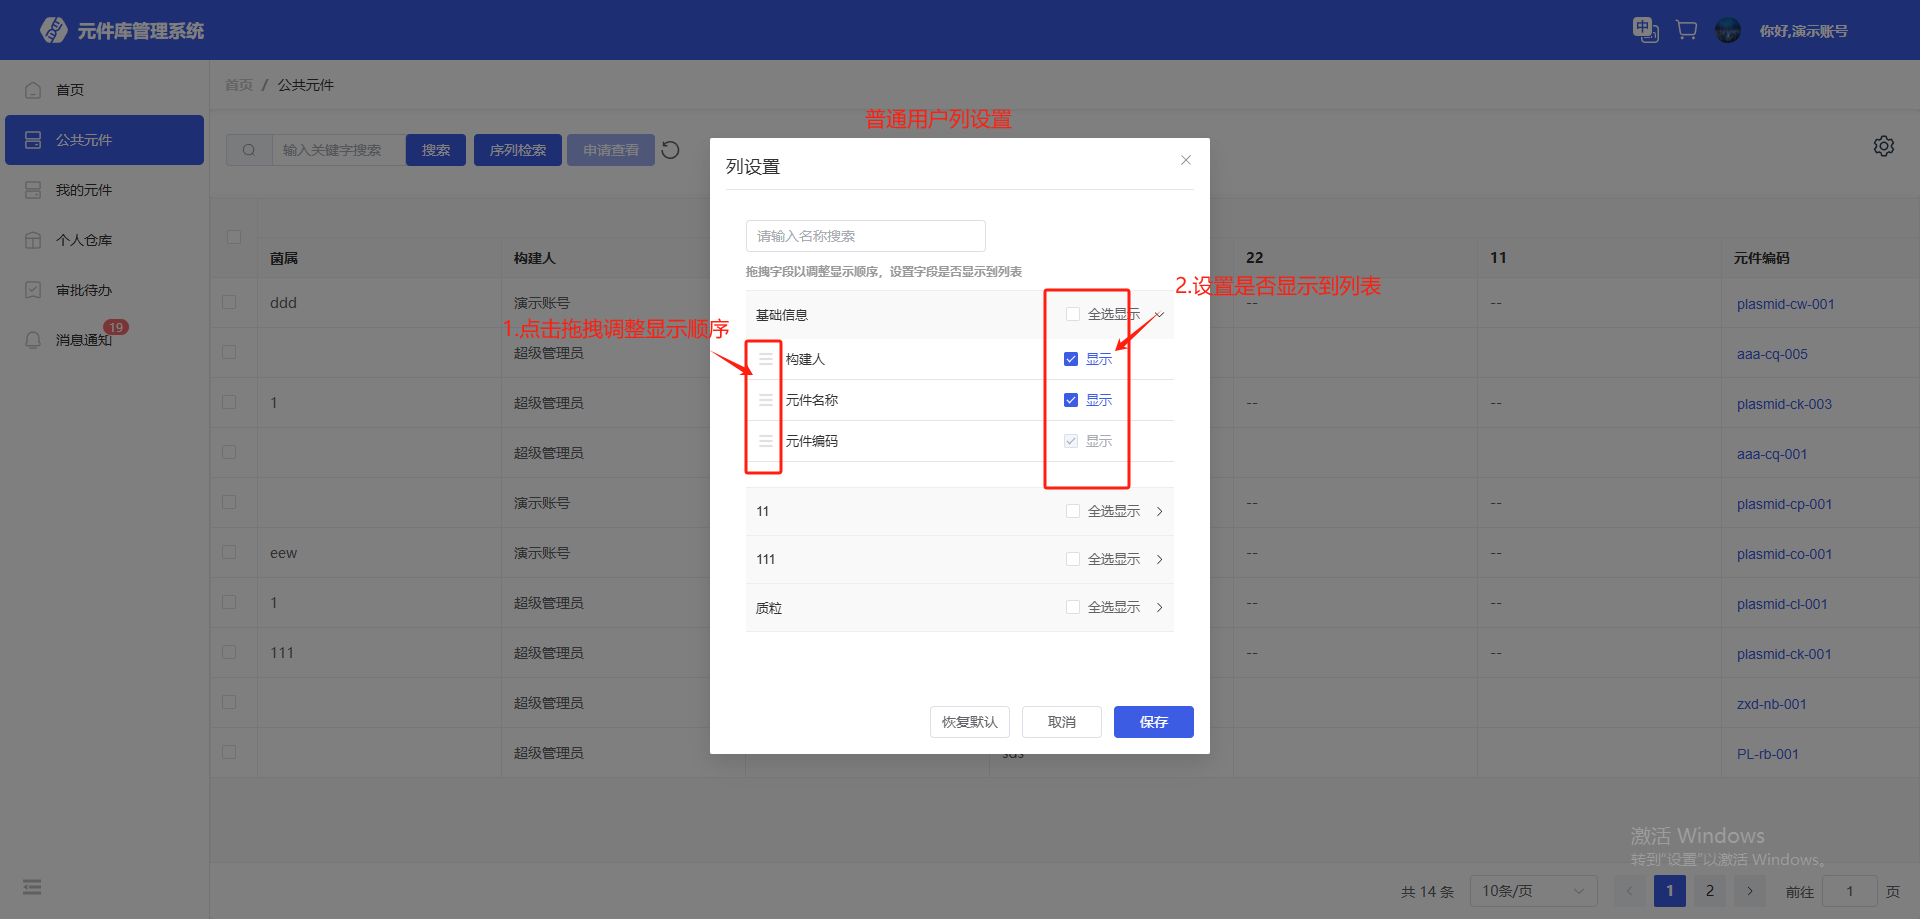 元件库管理系统
中
你好,演示账号
首页
公共元件
我的元件
个人仓库
审批待办
消息通知
19
首页 / 公共元件
输入关键字搜索
搜索
序列检索
申请查看
普通用户列设置
列设置
请输入名称搜索
拖拽字段以调整显示顺序，设置字段是否显示到列表
基础信息 全选显示
构建人 显示
元件名称 显示
元件编码 显示
11 全选显示
111 全选显示
质粒 全选显示
恢复默认 取消 保存
1.点击拖拽调整显示顺序
2.设置是否显示到列表
菌属 构建人 22 11 元件编码
ddd 演示账号 -- -- plasmid-cw-001
超级管理员 aaa-cq-005
1 超级管理员 -- -- plasmid-ck-003
超级管理员 aaa-cq-001
演示账号 -- -- plasmid-cp-001
eew 演示账号 -- -- plasmid-co-001
1 超级管理员 -- -- plasmid-cl-001
111 超级管理员 -- -- plasmid-ck-001
超级管理员 zxd-nb-001
超级管理员 sds PL-rb-001
激活 Windows
转到“设置”以激活 Windows。
共 14 条 10条/页 1 2 前往 1 页